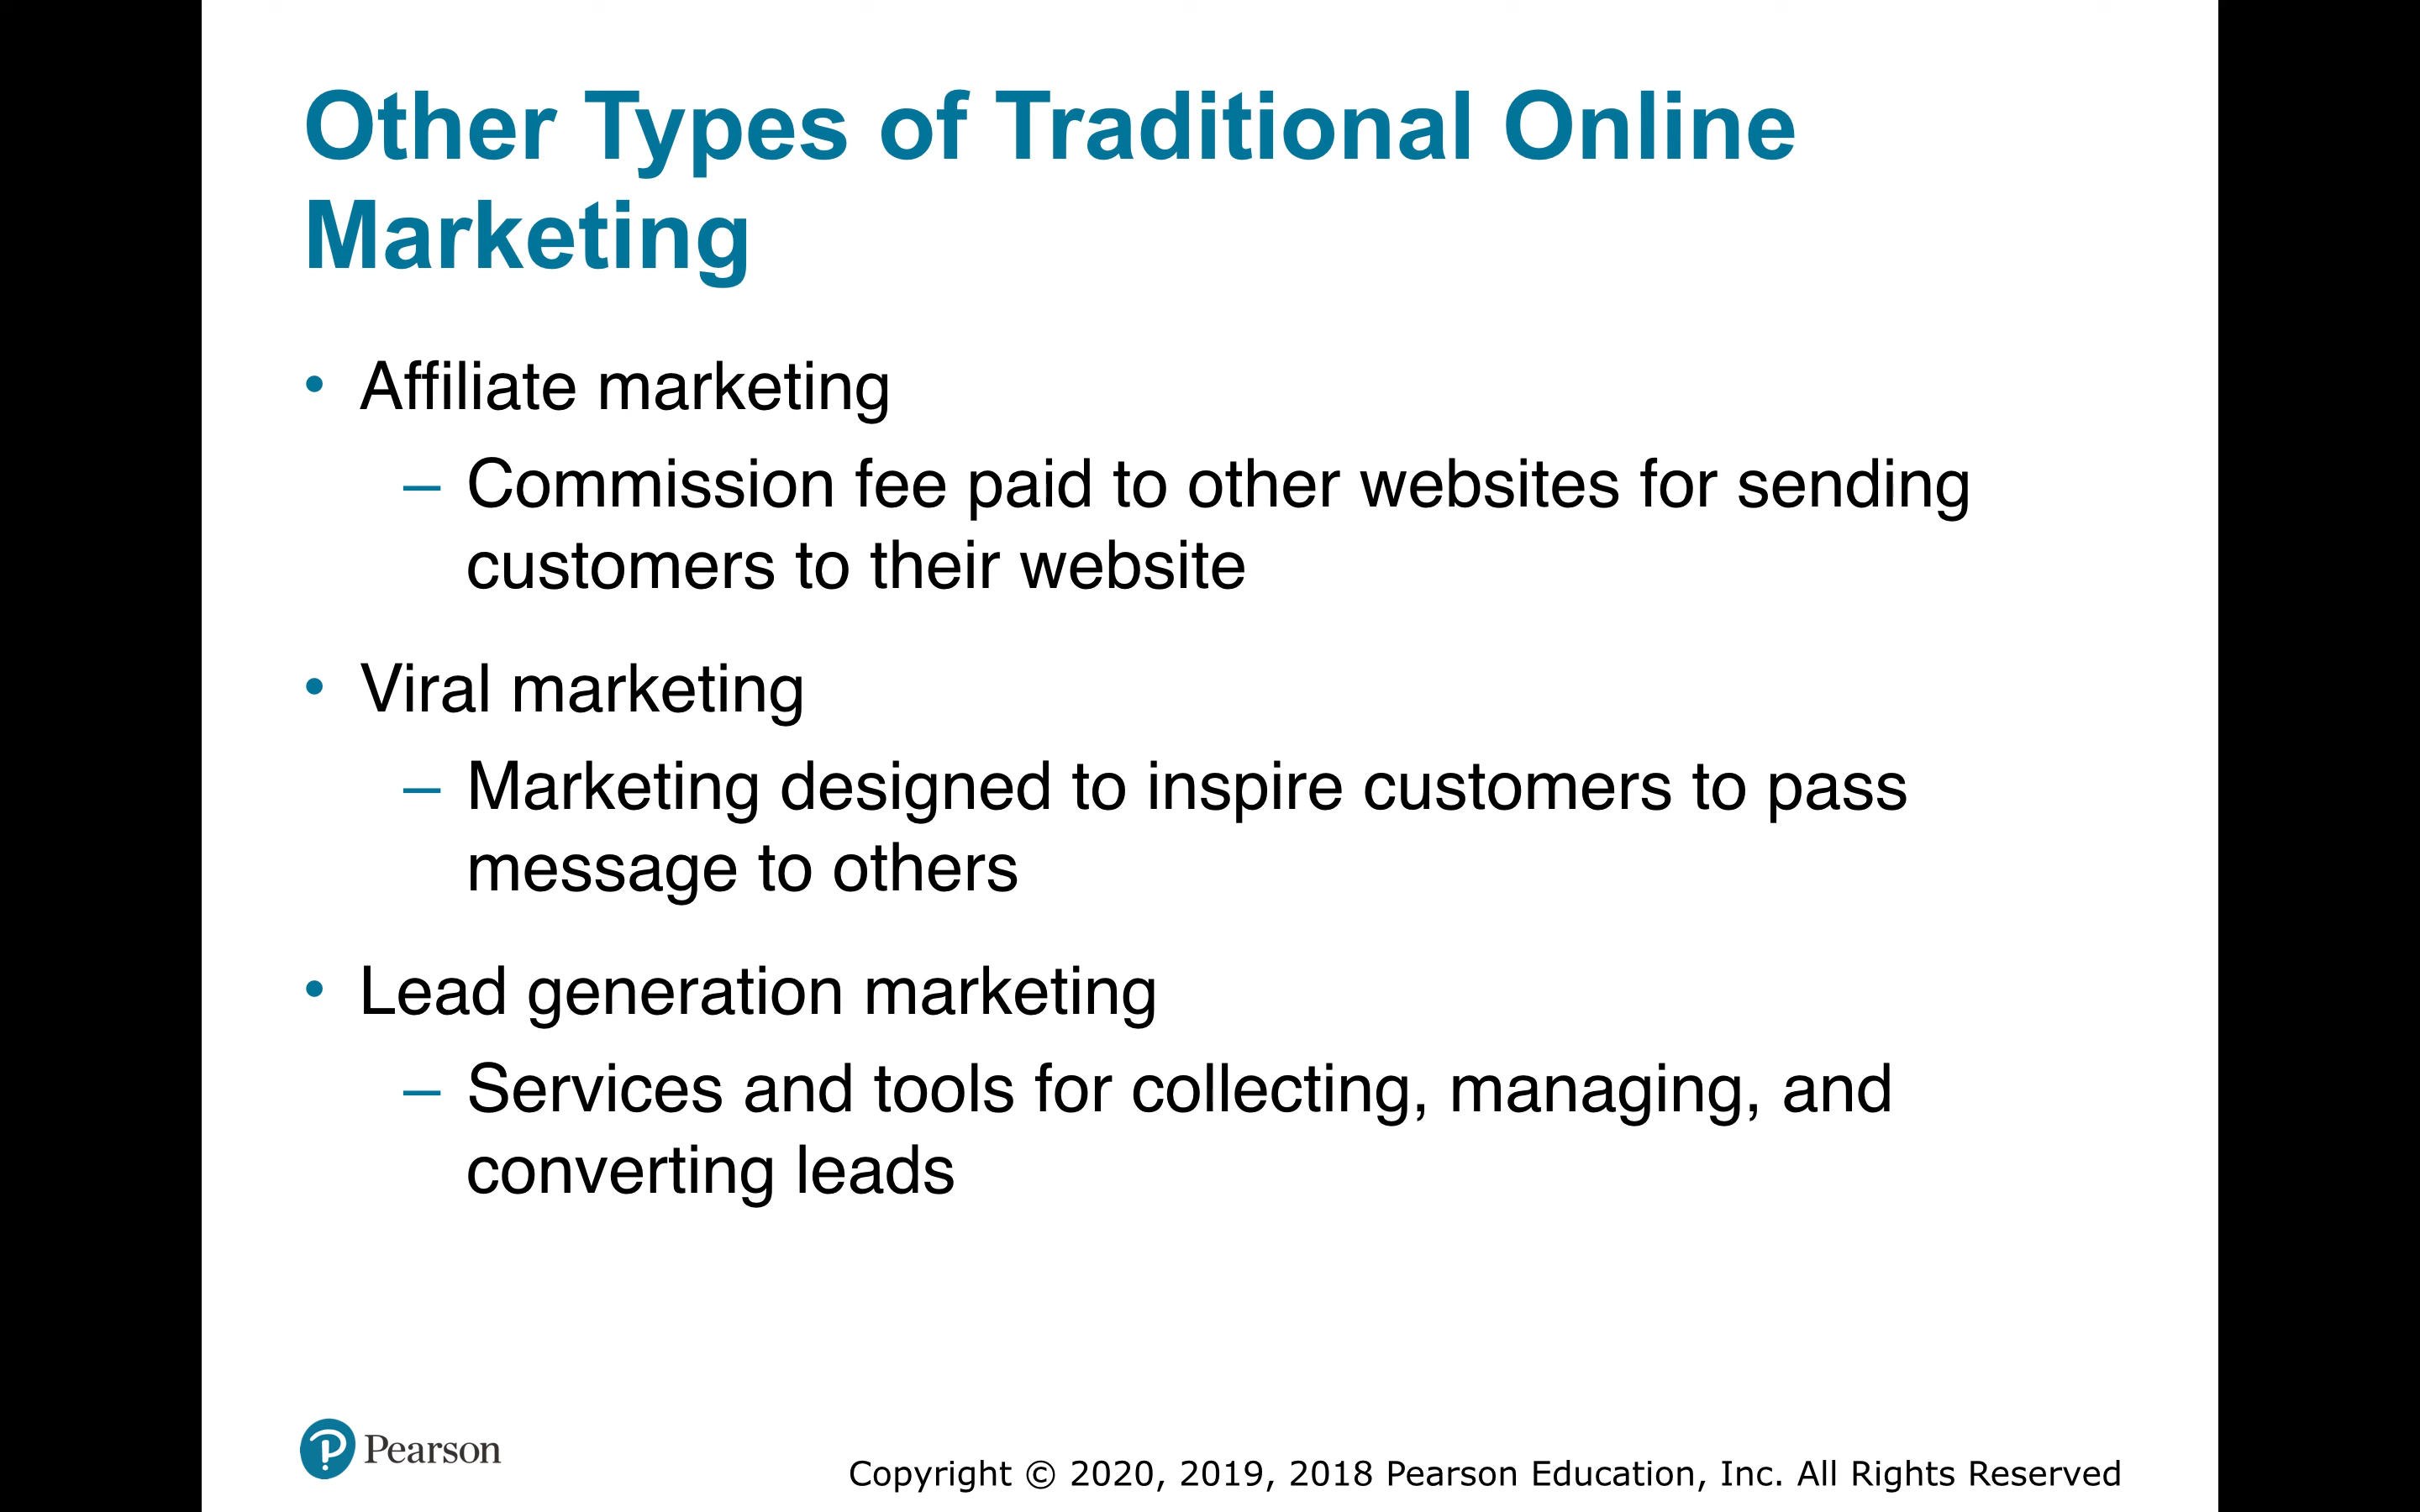 Other Types of Traditional Online
Marketing
• Affiliate marketing
– Commission fee paid to other websites for sending
customers to their website
• Viral marketing
– Marketing designed to inspire customers to pass
message to others
• Lead generation marketing
– Services and tools for collecting, managing, and
converting leads
P Pearson
Copyright © 2020, 2019, 2018 Pearson Education, Inc. All Rights Reserved